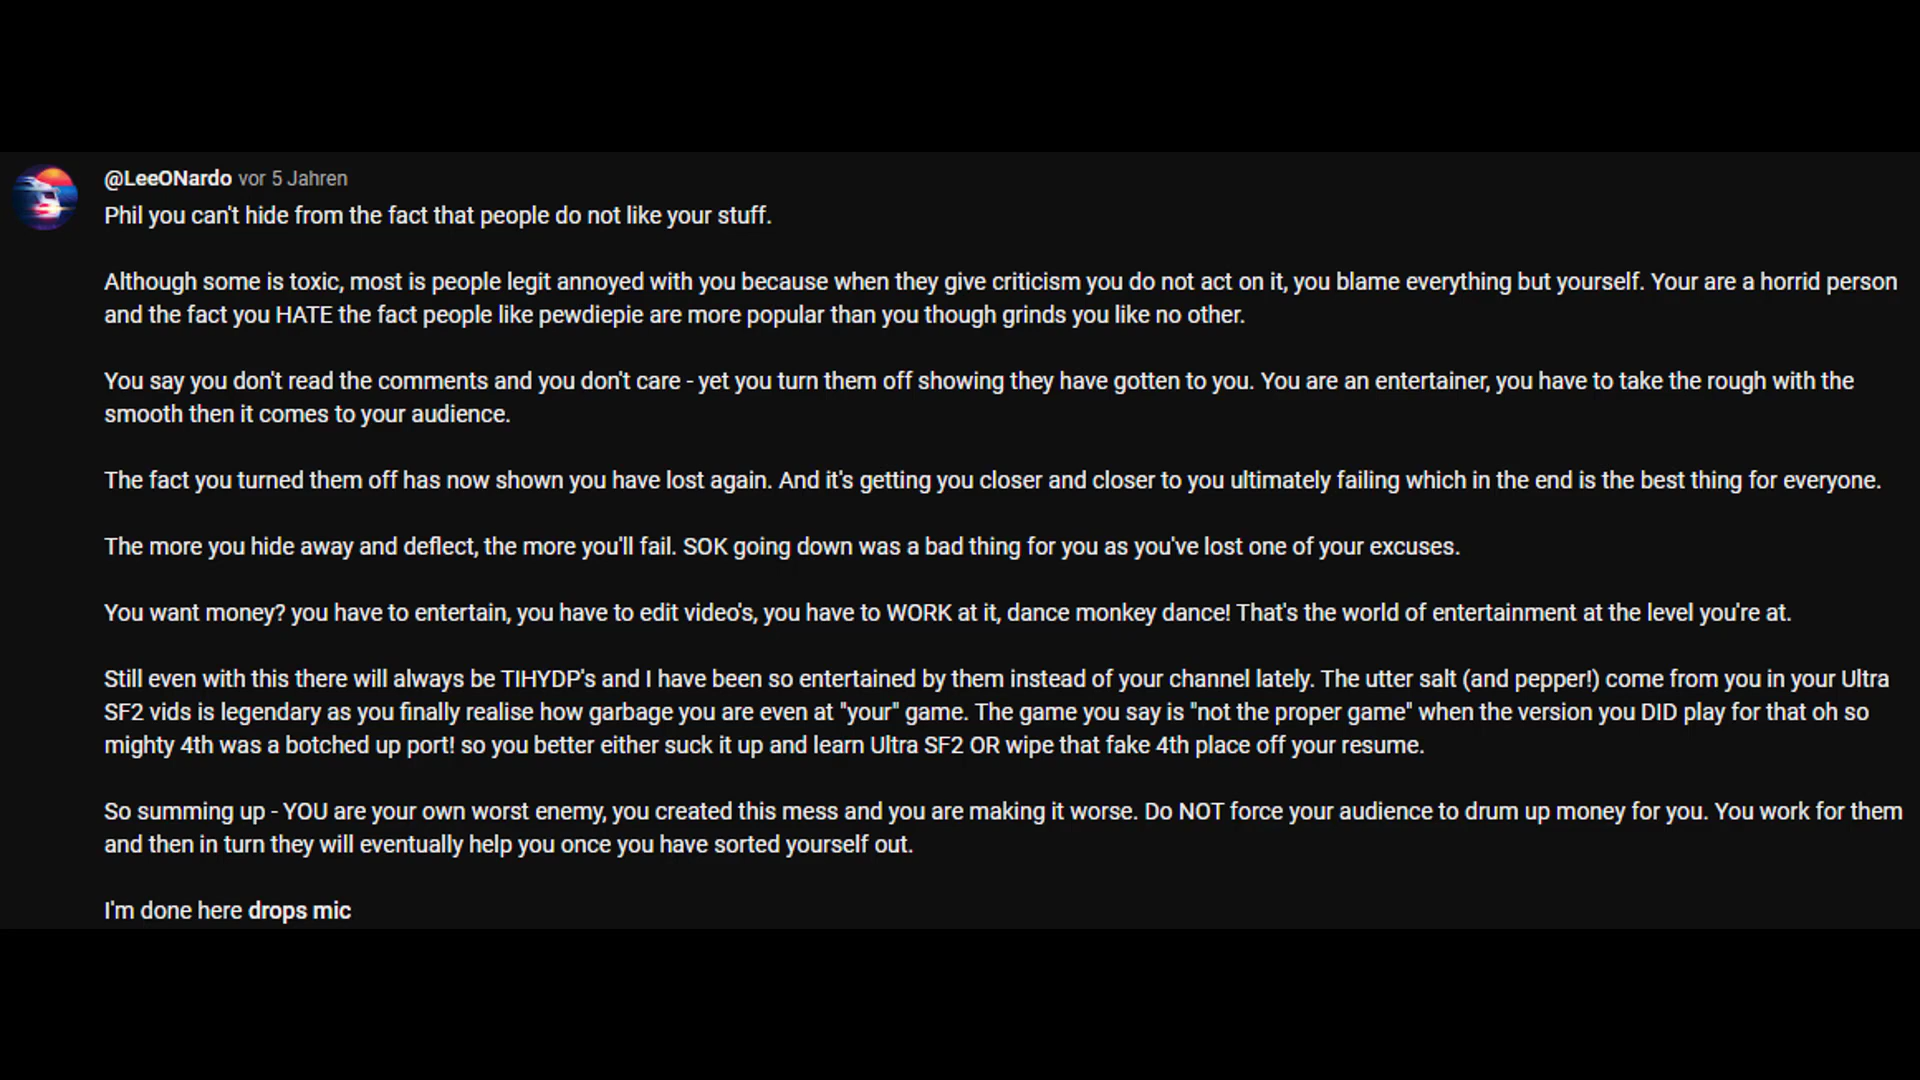 @LeeONardo vor 5 Jahren
Phil you can't hide from the fact that people do not like your stuff.
Although some is toxic, most is people legit annoyed with you because when they give criticism you do not act on it, you blame everything but yourself. Your are a horrid person
and the fact you HATE the fact people like pewdiepie are more popular than you though grinds you like no other.
You say you don't read the comments and you don't care - yet you turn them off showing they have gotten to you. You are an entertainer, you have to take the rough with the
smooth then it comes to your audience.
The fact you turned them off has now shown you have lost again. And it's getting you closer and closer to you ultimately failing which in the end is the best thing for everyone.
The more you hide away and deflect, the more you'll fail. SOK going down was a bad thing for you as you've lost one of your excuses.
You want money? you have to entertain, you have to edit video's, you have to WORK at it, dance monkey dance! That's the world of entertainment at the level you're at.
Still even with this there will always be TIHYDP's and I have been so entertained by them instead of your channel lately. The utter salt (and pepper!) come from you in your Ultra
SF2 vids is legendary as you finally realise how garbage you are even at "your" game. The game you say is "not the proper game" when the version you DID play for that oh so
mighty 4th was a botched up port! so you better either suck it up and learn Ultra SF2 OR wipe that fake 4th place off your resume.
So summing up - YOU are your own worst enemy, you created this mess and you are making it worse. Do NOT force your audience to drum up money for you. You work for them
and then in turn they will eventually help you once you have sorted yourself out.
I'm done here drops mic